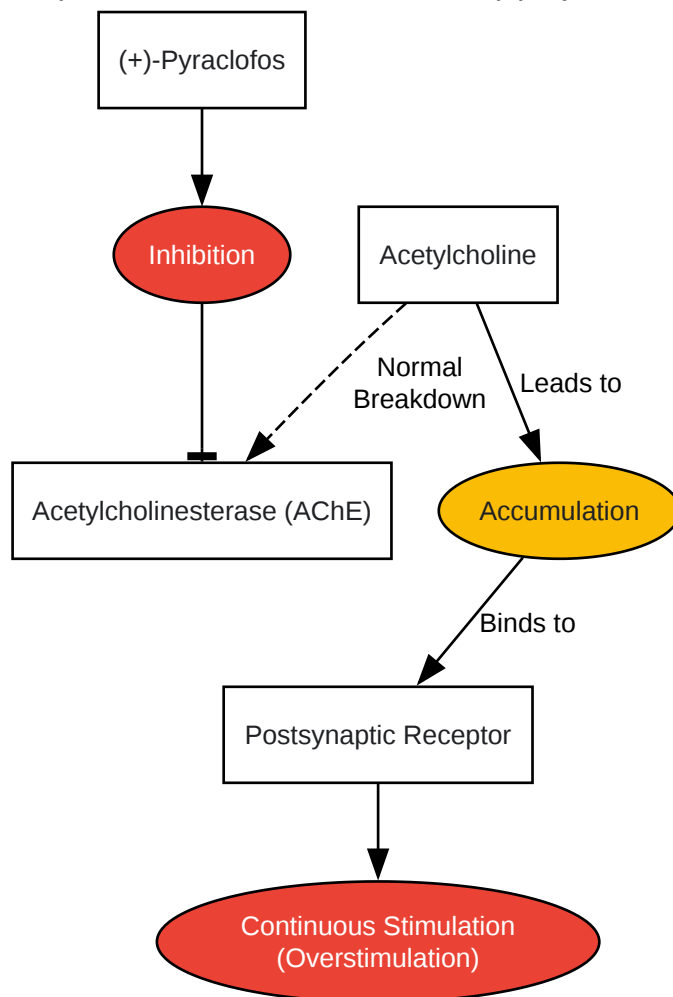 (+)-Pyraclofos
Inhibition
Acetylcholine
Normal
Breakdown
Leads to
Acetylcholinesterase (AChE)
Accumulation
Binds to
Postsynaptic Receptor
Continuous Stimulation
(Overstimulation)